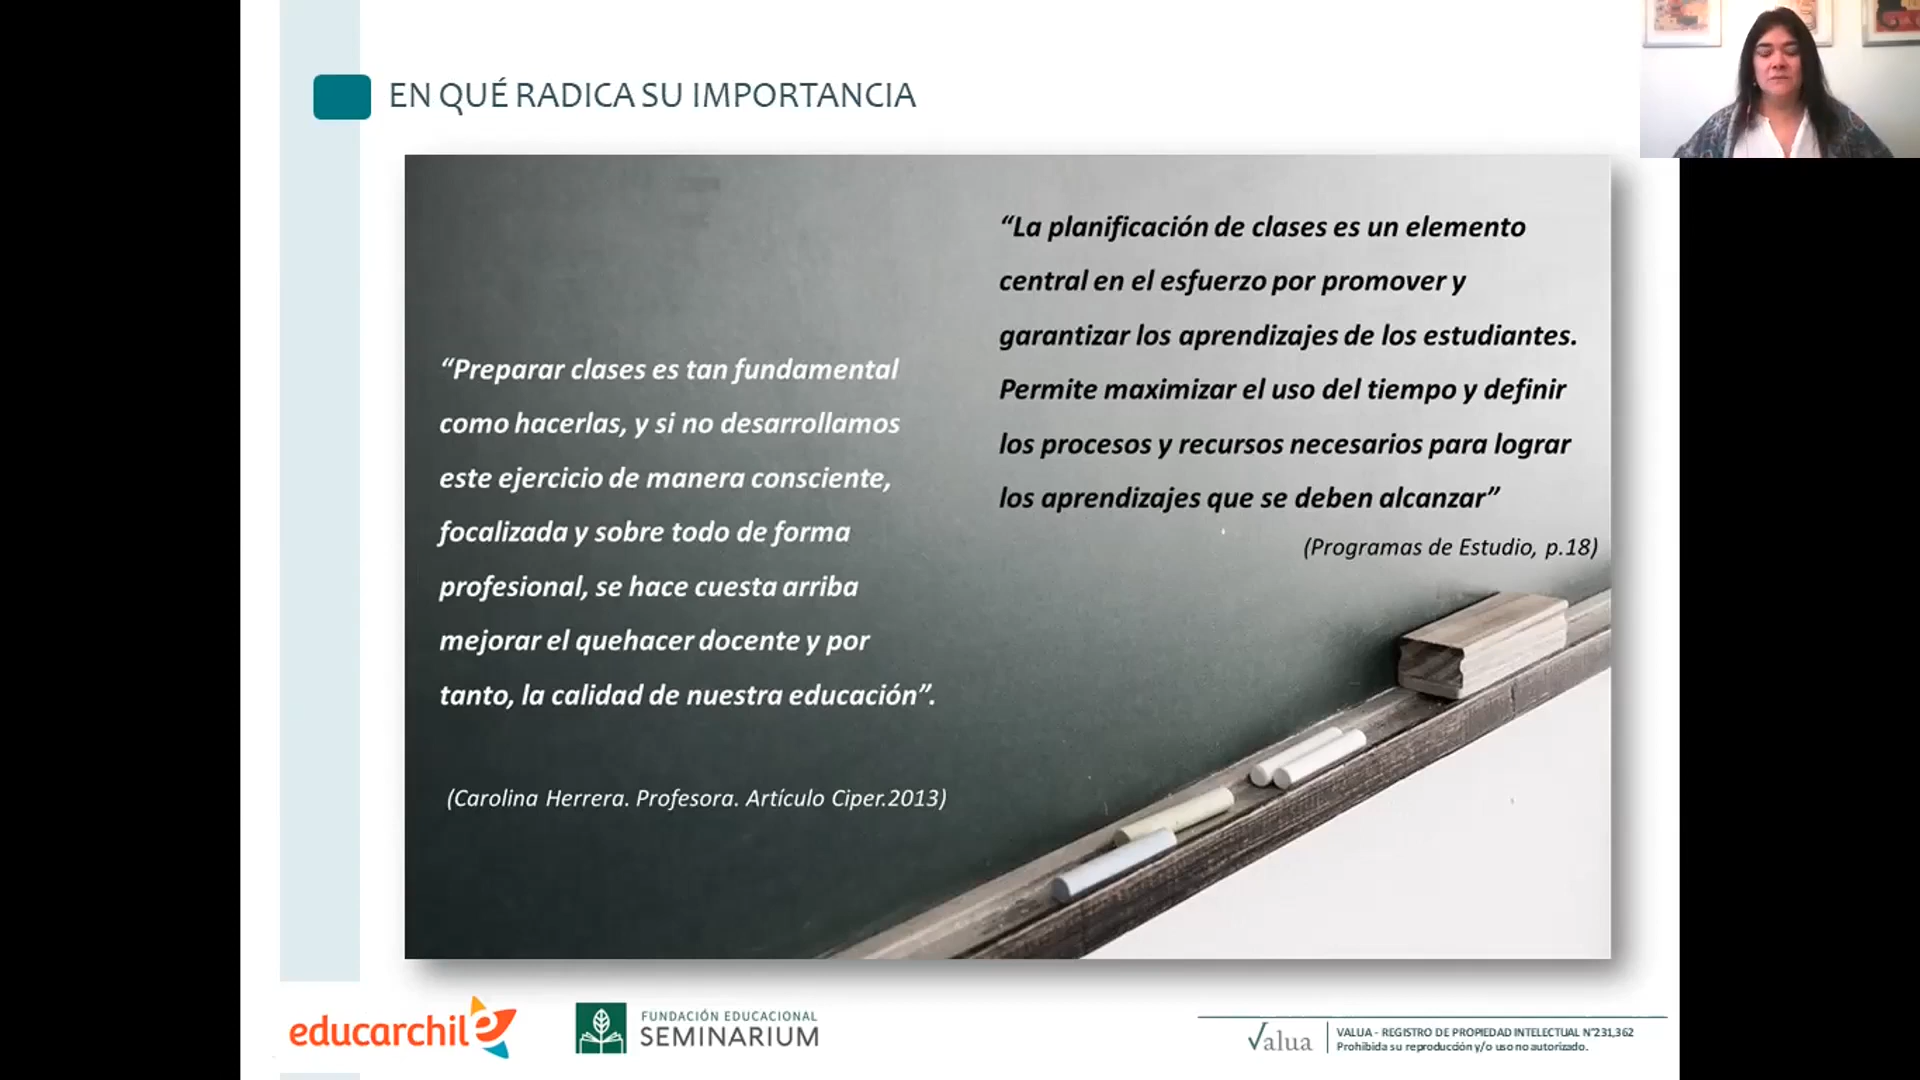 EN QUÉ RADICA SU IMPORTANCIA
“Preparar clases es tan fundamental
como hacerlas, y si no desarrollamos
este ejercicio de manera consciente,
focalizada y sobre todo de forma
profesional, se hace cuesta arriba
mejorar el quehacer docente y por
tanto, la calidad de nuestra educación”.
(Carolina Herrera. Profesora. Artículo Ciper.2013)
“La planificación de clases es un elemento
central en el esfuerzo por promover y
garantizar los aprendizajes de los estudiantes.
Permite maximizar el uso del tiempo y definir
los procesos y recursos necesarios para lograr
los aprendizajes que se deben alcanzar”
(Programas de Estudio, p.18)
educarchile
FUNDACIÓN EDUCACIONAL
SEMINARIUM
Valua
VALUA - REGISTRO DE PROPIEDAD INTELECTUAL N°231,362
Prohibida su reproducción y/o uso no autorizado.